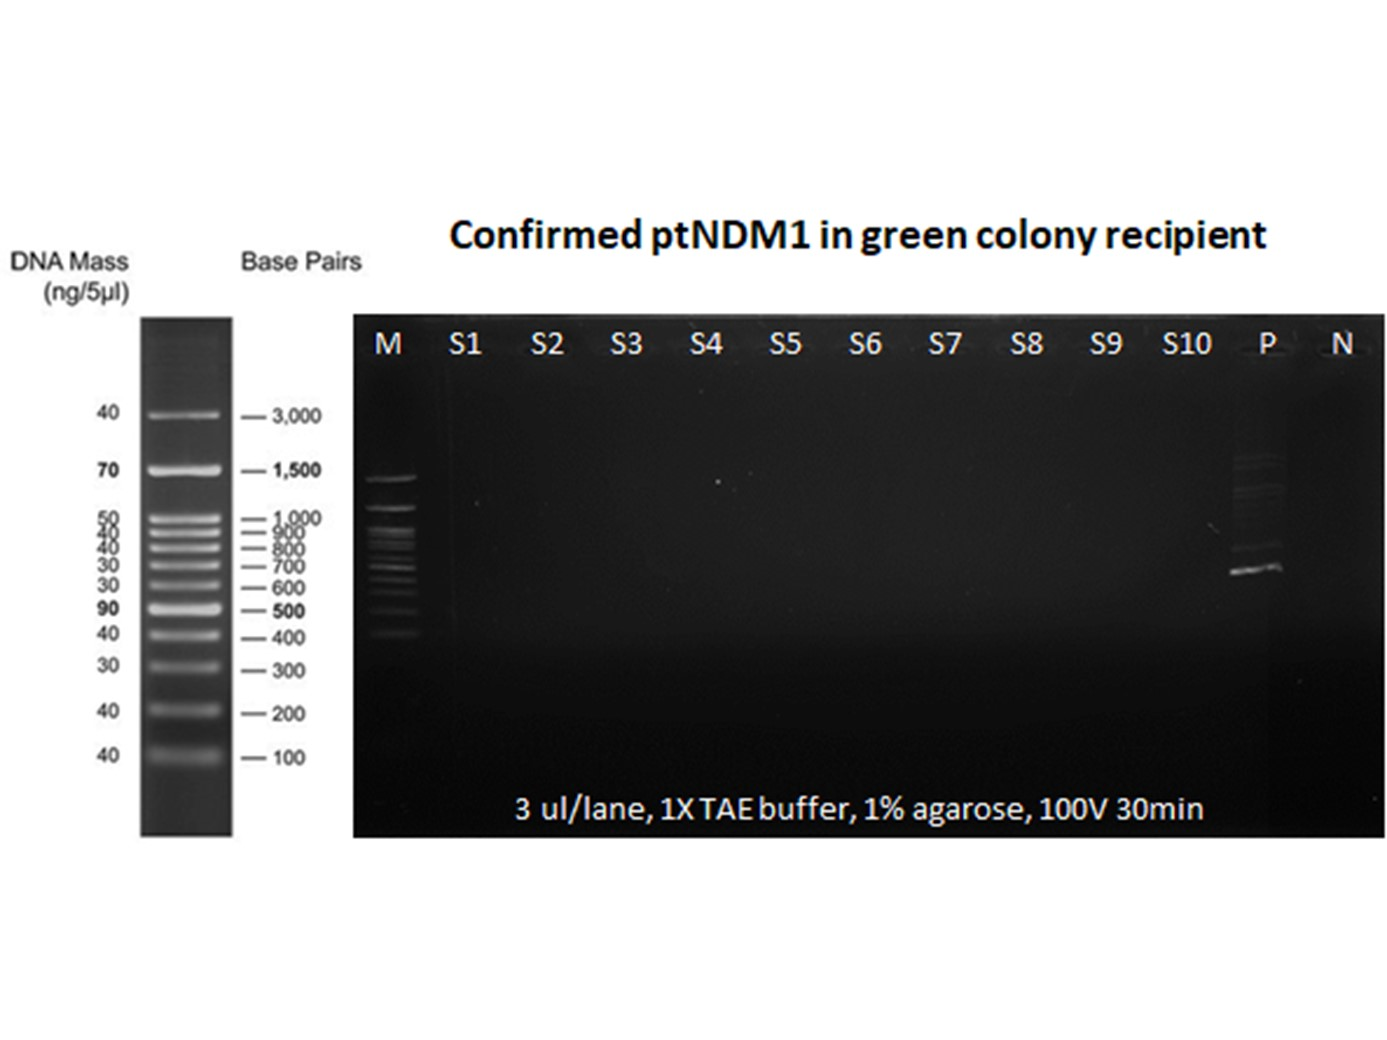 Confirmed ptNDM1 in green colony recipient
DNA Mass
(ng/5µl)
Base Pairs
M S1 S2 S3 S4 S5 S6 S7 S8 S9 S10 P N
40 3,000
70 1,500
50 1,000
40 900
40 800
30 700
30 600
90 500
40 400
30 300
40 200
40 100
3 ul/lane, 1X TAE buffer, 1% agarose, 100V 30min